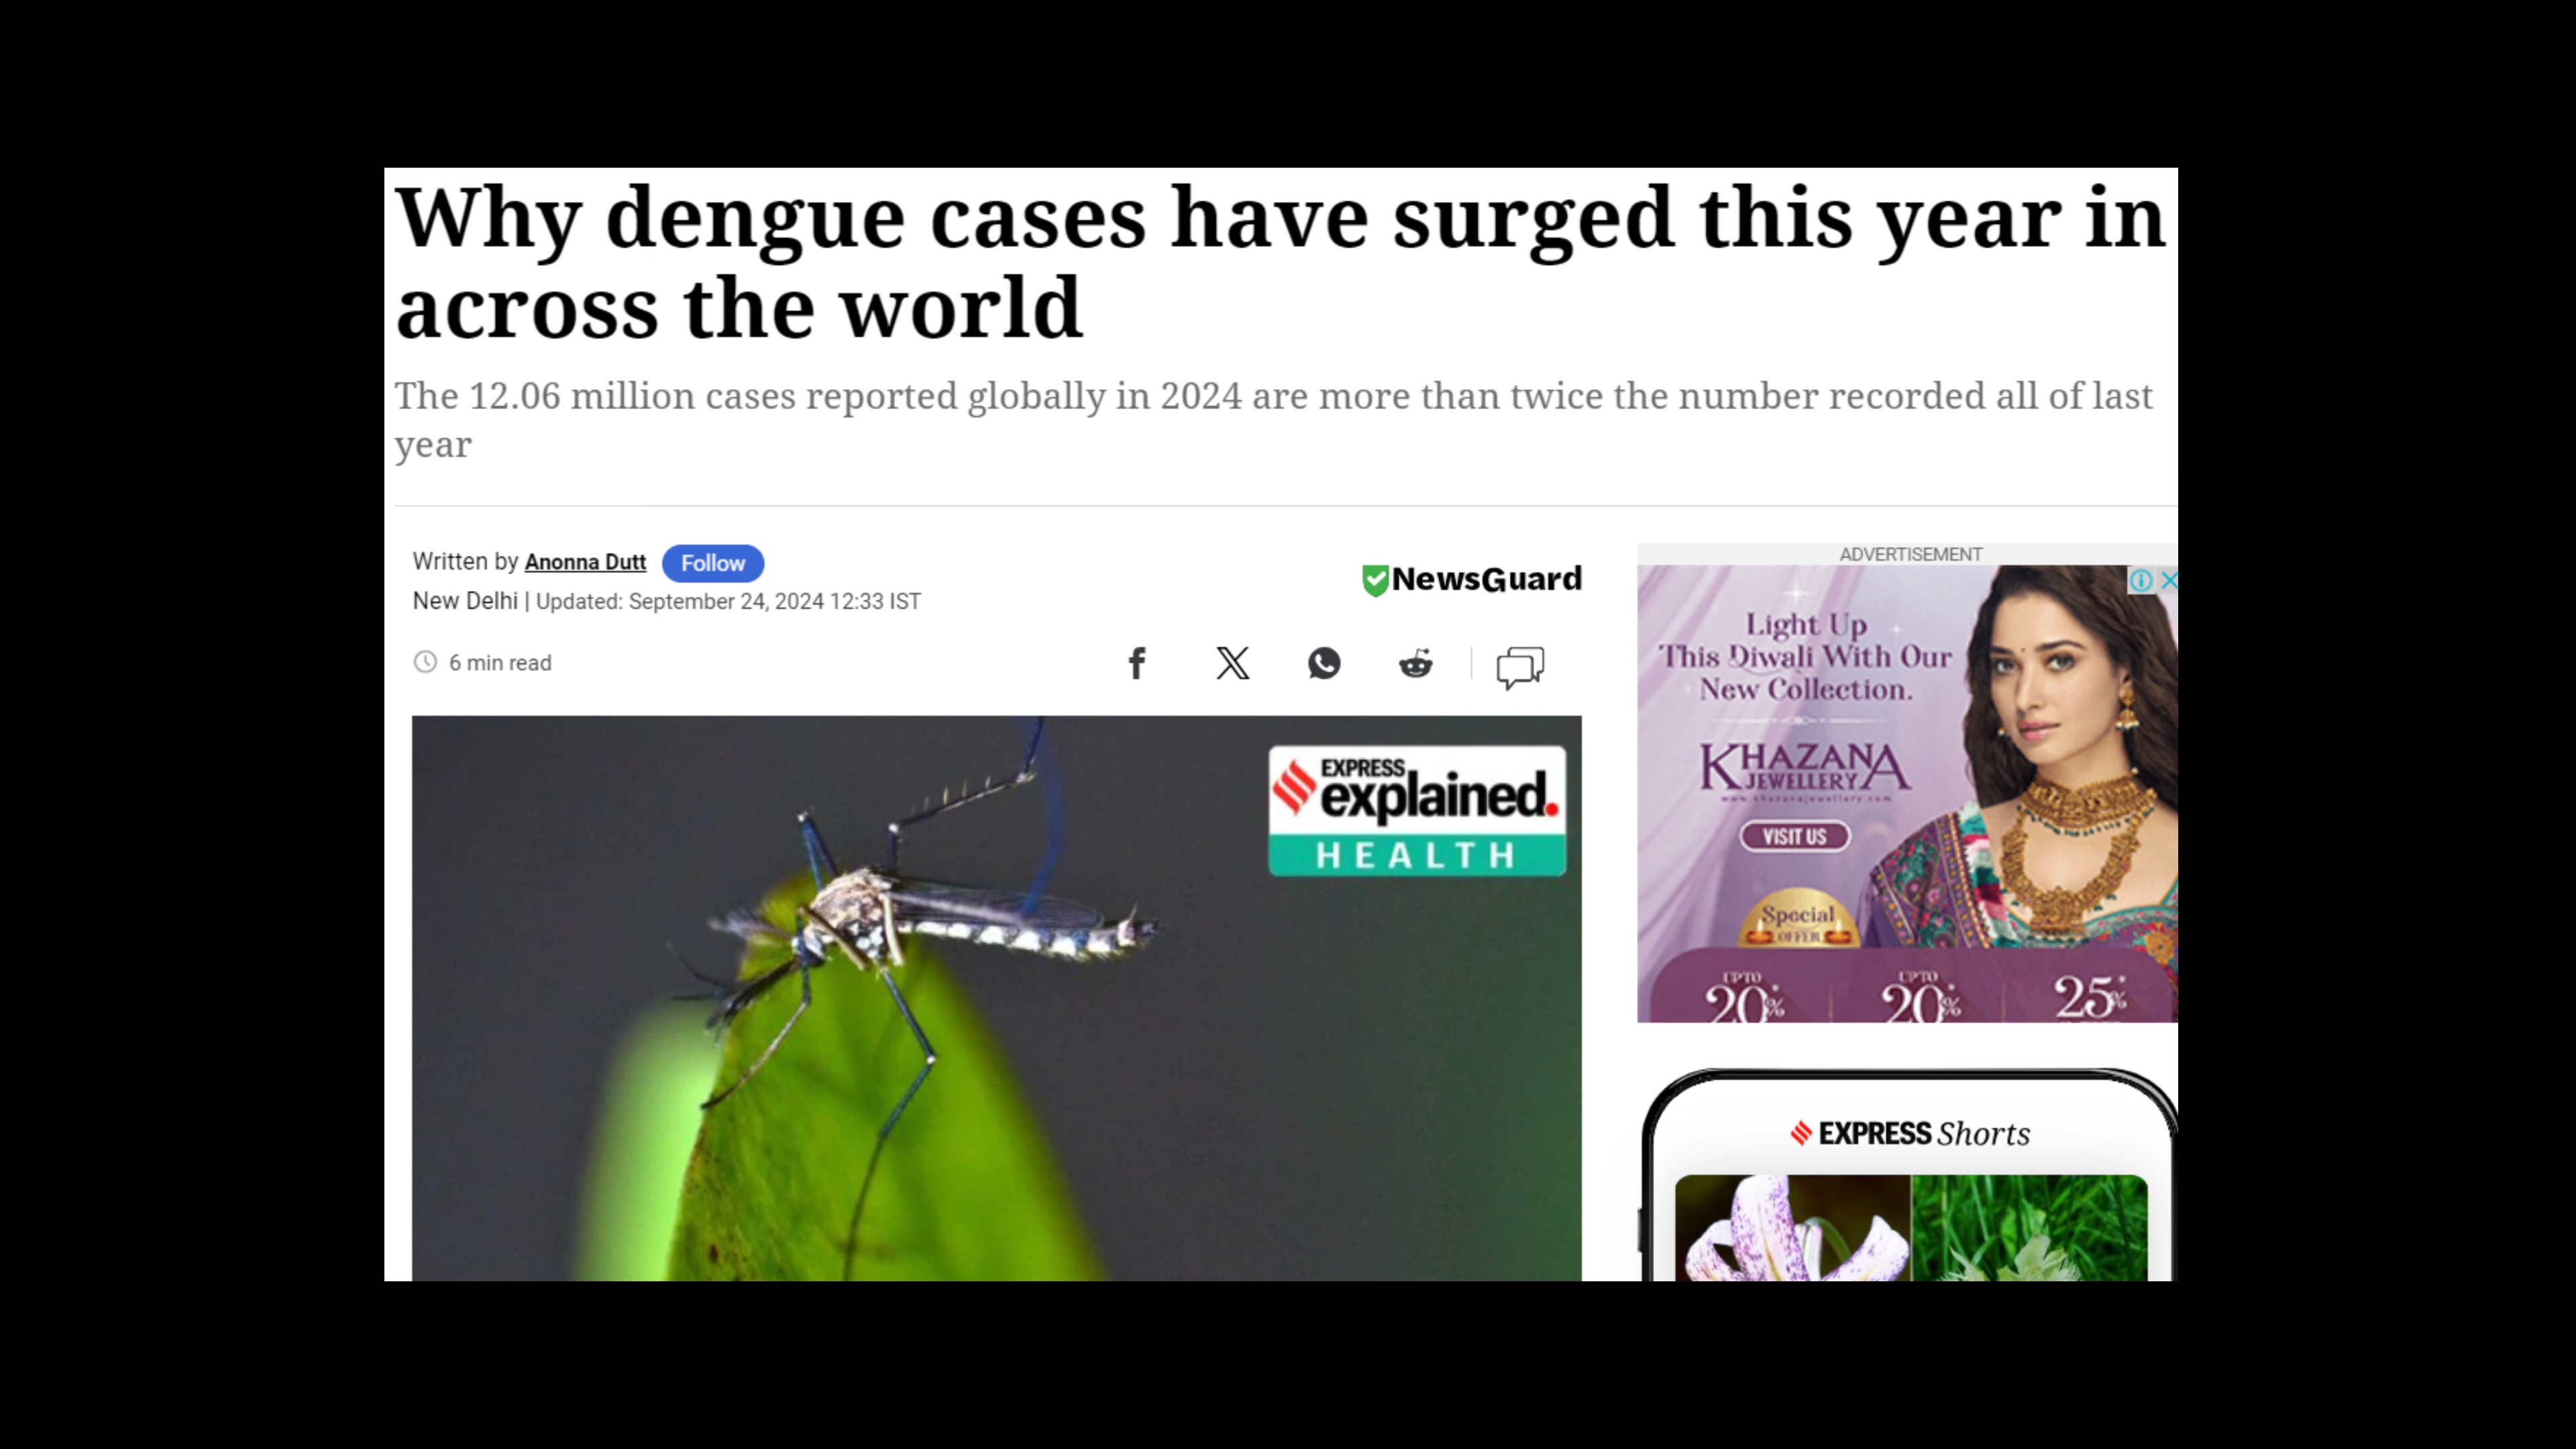 Why dengue cases have surged this year in
across the world
The 12.06 million cases reported globally in 2024 are more than twice the number recorded all of last
year
Written by Anonna Dutt Follow
New Delhi | Updated: September 24, 2024 12:33 IST
NewsGuard
6 min read
EXPRESS
explained.
HEALTH
ADVERTISEMENT
Light Up
This Diwali With Our
New Collection.
KHAZANA
JEWELLERY
www.khazanajewellery.com
VISIT US
Special
OFFER
UPTO UPTO
20%* 20%* 25%*
EXPRESS Shorts